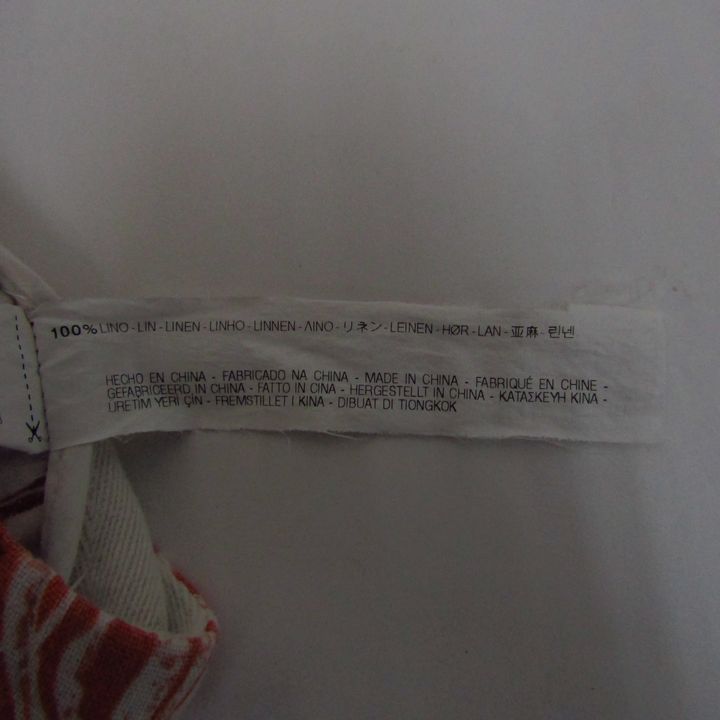 100% LINO - LIN - LINEN - LINHO - LINNEN - ΛΙΝΟ - リネン - LEINEN - HØR - LAN - 亚麻 - 린넨
HECHO EN CHINA - FABRICADO NA CHINA - MADE IN CHINA - FABRIQUÉ EN CHINE -
GEFABRICEERD IN CHINA - FATTO IN CINA - HERGESTELLT IN CHINA - ΚΑΤΑΣΚΕΥΗ ΚΙΝΑ -
ÜRETİM YERİ ÇİN - FREMSTILLET I KINA - DIBUAT DI TIONGKOK